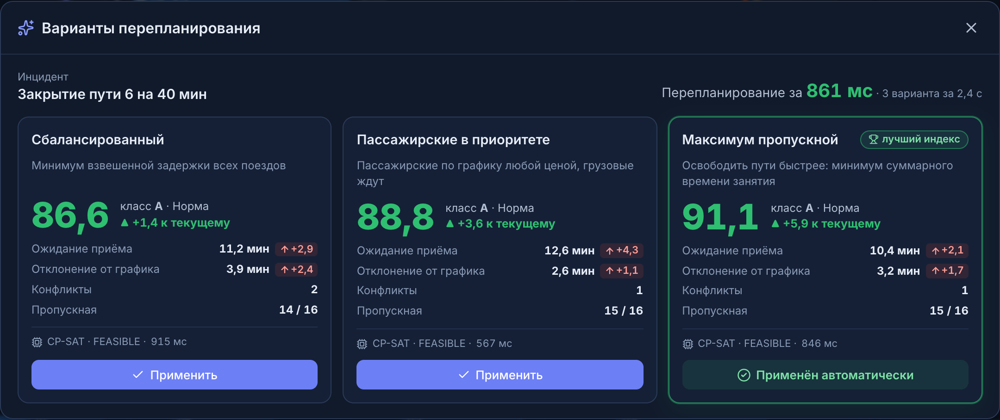 Варианты перепланирования
Инцидент
Закрытие пути 6 на 40 мин
Перепланирование за 861 мс · 3 варианта за 2,4 с
Сбалансированный
Минимум взвешенной задержки всех поездов
86,6
класс А · Норма
▲ +1,4 к текущему
Ожидание приёма 11,2 мин ↑+2,9
Отклонение от графика 3,9 мин ↑+2,4
Конфликты 2
Пропускная 14 / 16
CP-SAT · FEASIBLE · 915 мс
Применить
Пассажирские в приоритете
Пассажирские по графику любой ценой, грузовые
ждут
88,8
класс А · Норма
▲ +3,6 к текущему
Ожидание приёма 12,6 мин ↑+4,3
Отклонение от графика 2,6 мин ↑+1,1
Конфликты 1
Пропускная 15 / 16
CP-SAT · FEASIBLE · 567 мс
Применить
Максимум пропускной
лучший индекс
Освободить пути быстрее: минимум суммарного
времени занятия
91,1
класс А · Норма
▲ +5,9 к текущему
Ожидание приёма 10,4 мин ↑+2,1
Отклонение от графика 3,2 мин ↑+1,7
Конфликты 1
Пропускная 15 / 16
CP-SAT · FEASIBLE · 846 мс
Применён автоматически